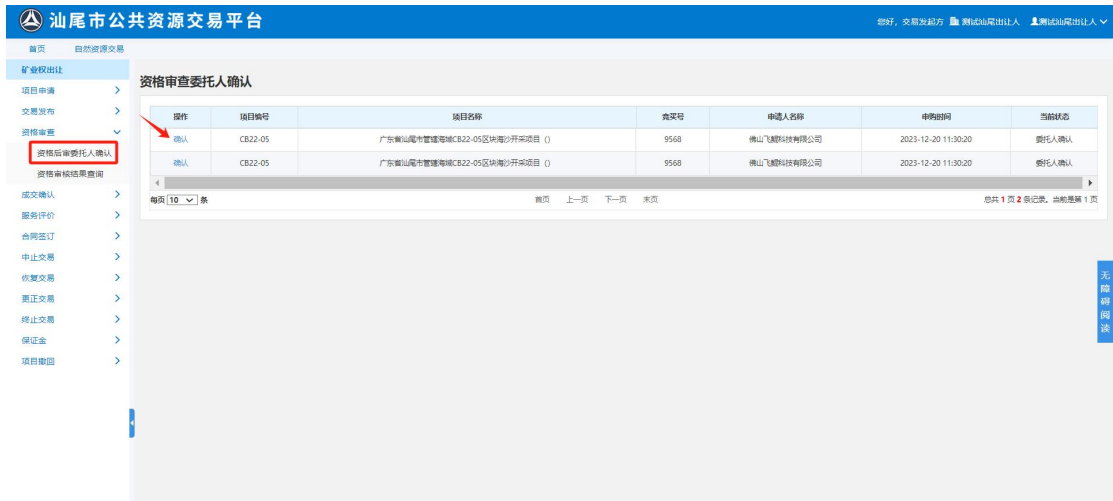 汕尾市公共资源交易平台
您好，交易发起方 测试汕尾出让人 测试汕尾出让人
首页 自然资源交易
矿业权出让
项目申请
交易发布
资格审查
资格后审委托人确认
资格审核结果查询
成交确认
服务评价
合同签订
中止交易
恢复交易
更正交易
终止交易
保证金
项目撤回
资格审查委托人确认
操作 项目编号 项目名称 竞买号 申请人名称 申购时间 当前状态
确认 CB22-05 广东省汕尾市管辖海域CB22-05区块海沙开采项目（） 9568 佛山飞鲲科技有限公司 2023-12-20 11:30:20 委托人确认
确认 CB22-05 广东省汕尾市管辖海域CB22-05区块海沙开采项目（） 9568 佛山飞鲲科技有限公司 2023-12-20 11:30:20 委托人确认
每页 10 条 首页 上一页 下一页 末页 总共 1 页 2 条记录。当前是第 1 页
无障碍阅读